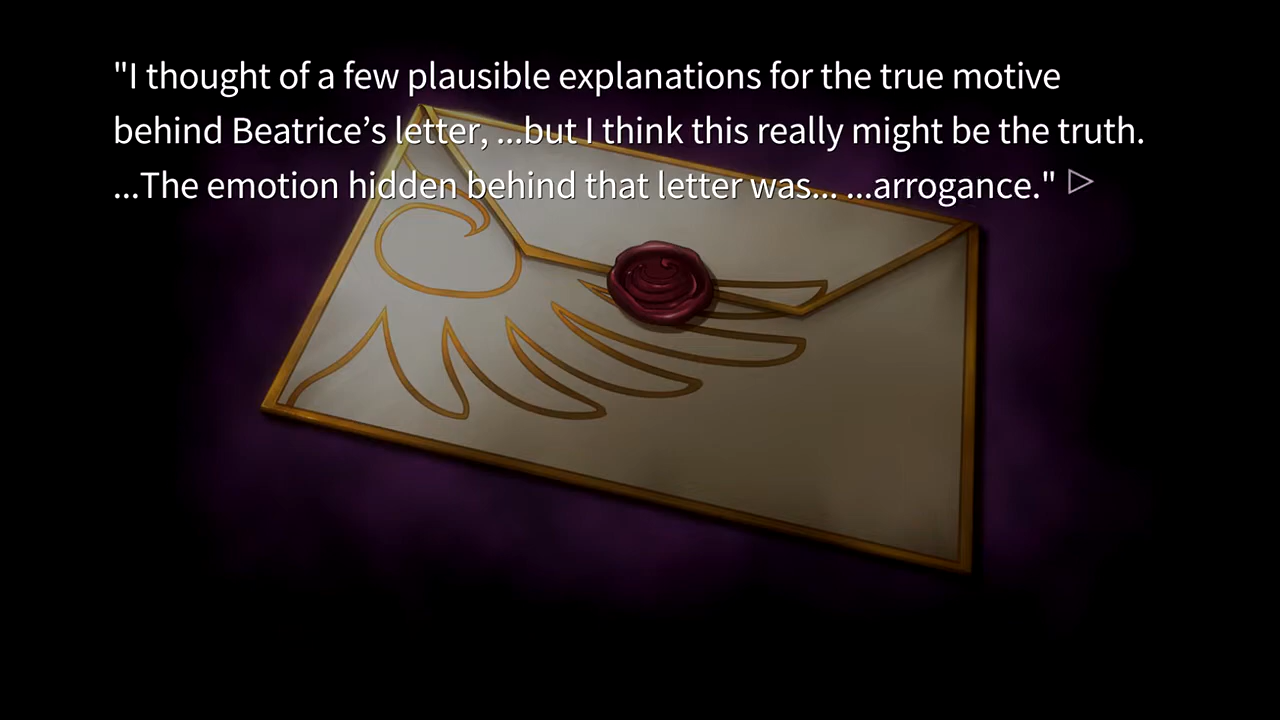 "I thought of a few plausible explanations for the true motive
behind Beatrice’s letter, ...but I think this really might be the truth.
...The emotion hidden behind that letter was... ...arrogance."